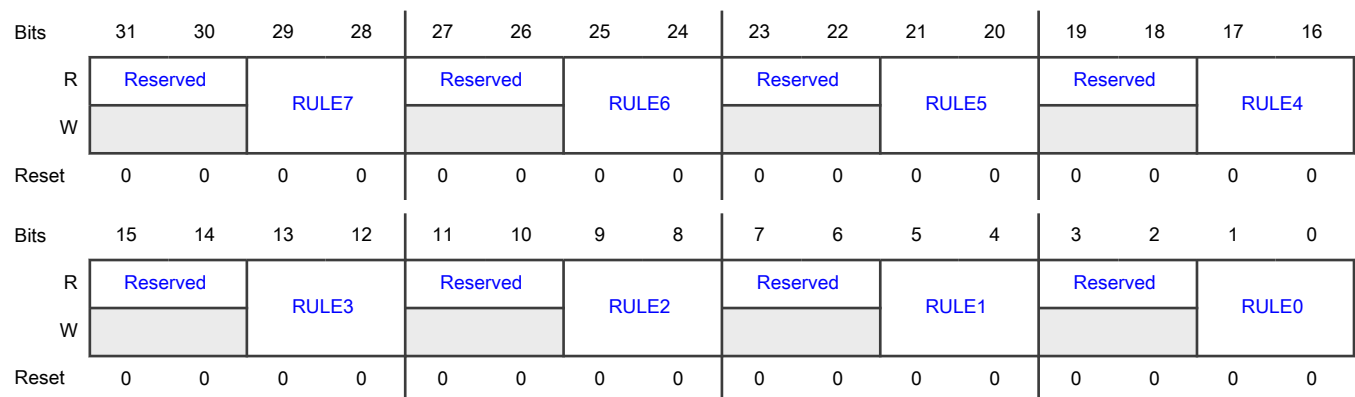 Bits 31 30 29 28 27 26 25 24 23 22 21 20 19 18 17 16
R Reserved RULE7 Reserved RULE6 Reserved RULE5 Reserved RULE4
W
Reset 0 0 0 0 0 0 0 0 0 0 0 0 0 0 0 0
Bits 15 14 13 12 11 10 9 8 7 6 5 4 3 2 1 0
R Reserved RULE3 Reserved RULE2 Reserved RULE1 Reserved RULE0
W
Reset 0 0 0 0 0 0 0 0 0 0 0 0 0 0 0 0